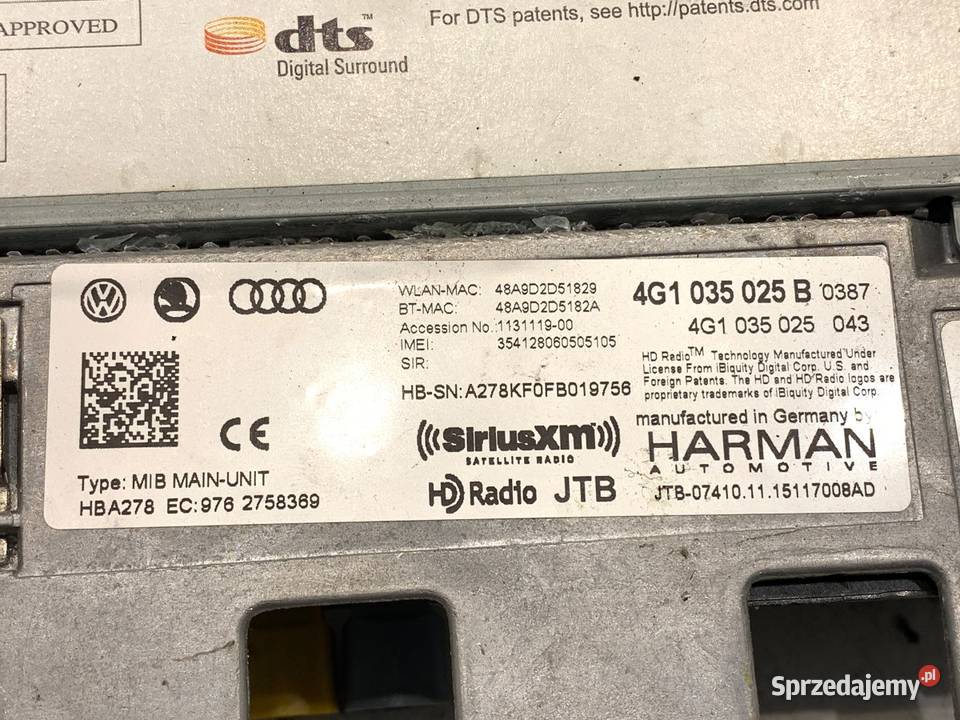 APPROVED
dts™
Digital Surround
For DTS patents, see http://patents.dts.com
WLAN-MAC: 48A9D2D51829
BT-MAC: 48A9D2D5182A
Accession No.: 1131119-00
IMEI: 354128060505105
SIR:
HB-SN: A278KF0FB019756
4G1 035 025 B 0387
4G1 035 025 043
HD Radio™ Technology Manufactured Under
License From iBiquity Digital Corp. U.S. and
Foreign Patents. The HD and HD Radio logos are
proprietary trademarks of iBiquity Digital Corp.
CE
Type: MIB MAIN-UNIT
HBA278 EC: 976 2758369
SiriusXM
SATELLITE RADIO
HD Radio JTB
manufactured in Germany by
HARMAN
AUTOMOTIVE
JTB-07410.11.15117008AD
Sprzedajemy.pl